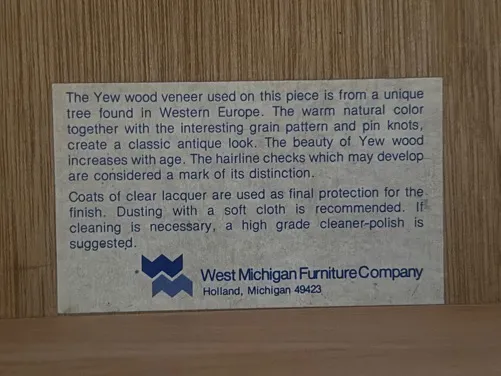 The Yew wood veneer used on this piece is from a unique
tree found in Western Europe. The warm natural color
together with the interesting grain pattern and pin knots,
create a classic antique look. The beauty of Yew wood
increases with age. The hairline checks which may develop
are considered a mark of its distinction.
Coats of clear lacquer are used as final protection for the
finish. Dusting with a soft cloth is recommended. If
cleaning is necessary, a high grade cleaner-polish is
suggested.
West Michigan Furniture Company
Holland, Michigan 49423